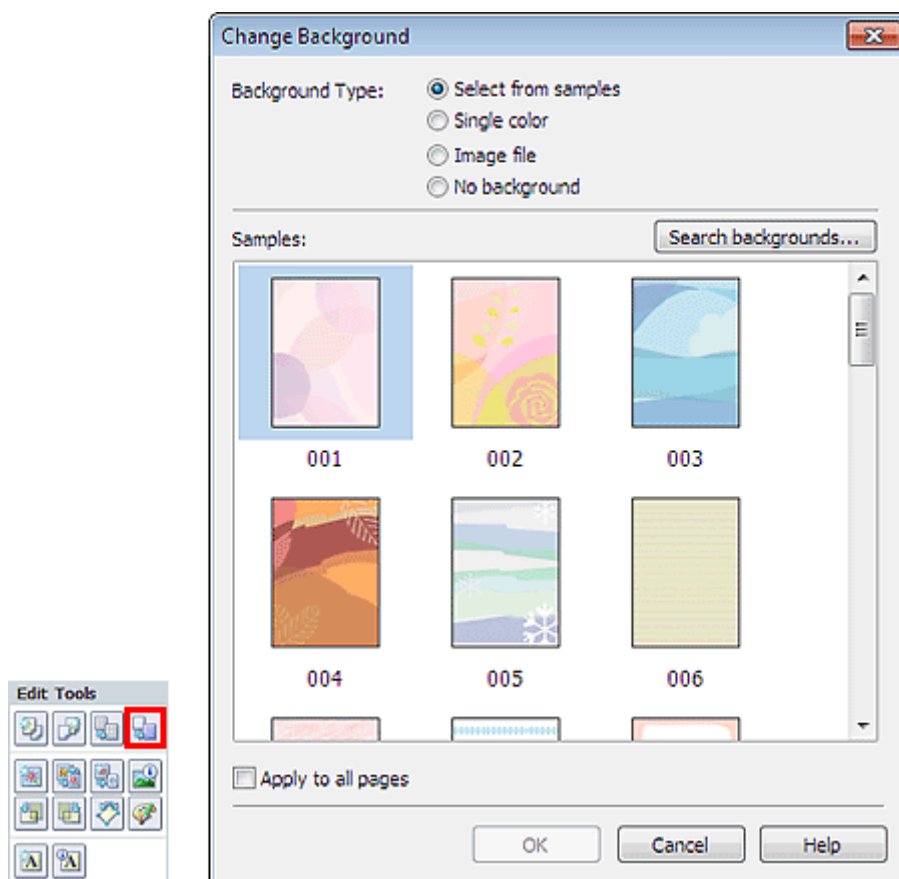 Change Background
Background Type:
Select from samples
Single color
Image file
No background
Samples:
Search backgrounds...
001 002 003
004 005 006
Apply to all pages
OK Cancel Help
Edit Tools
A A